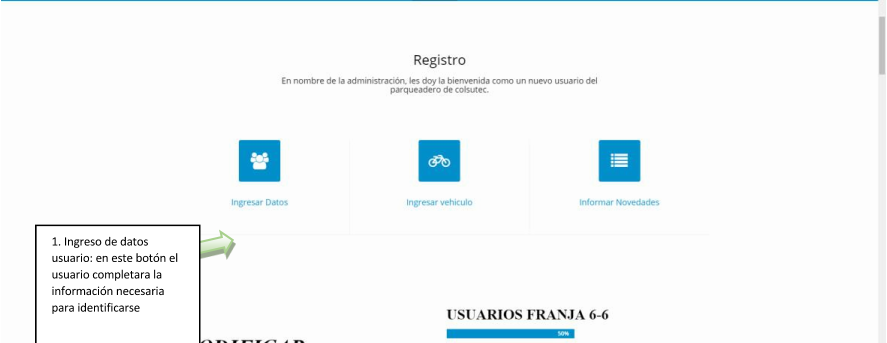 Registro
En nombre de la administración, les doy la bienvenida como un nuevo usuario del
parqueadero de colsutec.
Ingresar Datos
Ingresar vehiculo
Informar Novedades
1. Ingreso de datos
usuario: en este botón el
usuario completara la
información necesaria
para identificarse
USUARIOS FRANJA 6-6
50%